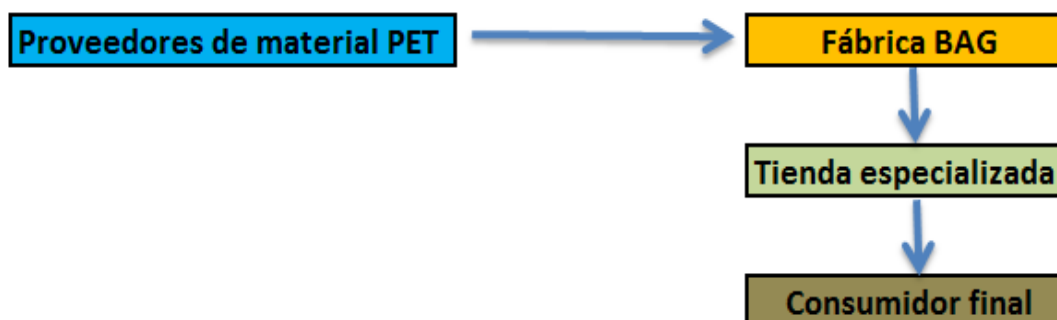 Proveedores de material PET
Fábrica BAG
Tienda especializada
Consumidor final